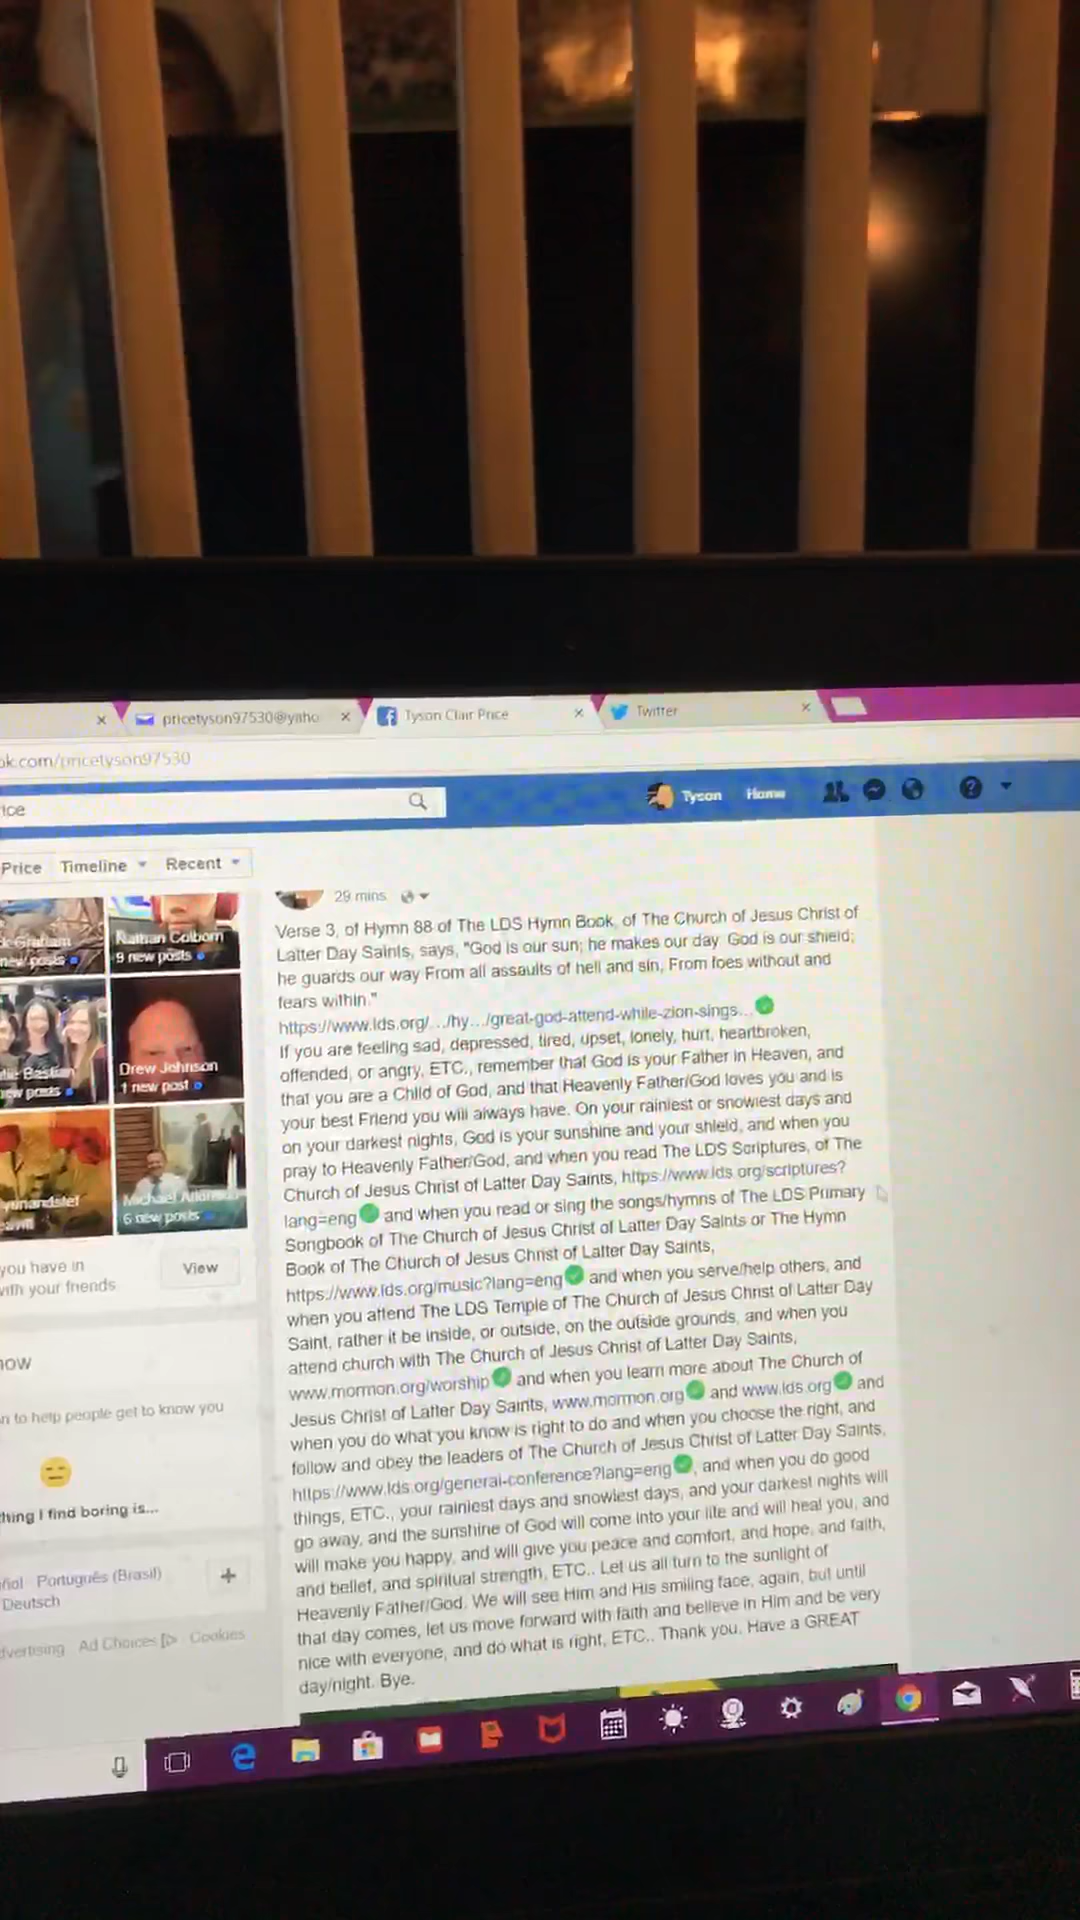 pricetyson97530@yaho
Tyson Clair Price
Twitter
ok.com/pricetyson97530
ice
Tyson Home
Price Timeline Recent
29 mins
Graham
new posts
Nathan Colborn
9 new posts
Verse 3, of Hymn 88 of The LDS Hymn Book, of The Church of Jesus Christ of
Latter Day Saints, says, "God is our sun; he makes our day. God is our shield;
he guards our way From all assaults of hell and sin, From foes without and
fears within."
https://www.lds.org/.../hy.../great-god-attend-while-zion-sings...
If you are feeling sad, depressed, tired, upset, lonely, hurt, heartbroken,
offended, or angry, ETC., remember that God is your Father in Heaven, and
that you are a Child of God, and that Heavenly Father/God loves you and is
your best Friend you will always have. On your rainiest or snowiest days and
on your darkest nights, God is your sunshine and your shield, and when you
pray to Heavenly Father/God, and when you read The LDS Scriptures, of The
Church of Jesus Christ of Latter Day Saints, https://www.lds.org/scriptures?
lang=eng and when you read or sing the songs/hymns of The LDS Primary
Songbook of The Church of Jesus Christ of Latter Day Saints or The Hymn
Book of The Church of Jesus Christ of Latter Day Saints,
https://www.lds.org/music?lang=eng and when you serve/help others, and
when you attend The LDS Temple of The Church of Jesus Christ of Latter Day
Saint, rather it be inside, or outside, on the outside grounds, and when you
attend church with The Church of Jesus Christ of Latter Day Saints,
www.mormon.org/worship and when you learn more about The Church of
Jesus Christ of Latter Day Saints, www.mormon.org and www.lds.org and
when you do what you know is right to do and when you choose the right, and
follow and obey the leaders of The Church of Jesus Christ of Latter Day Saints,
https://www.lds.org/general-conference?lang=eng, and when you do good
things, ETC., your rainiest days and snowiest days, and your darkest nights will
go away, and the sunshine of God will come into your life and will heal you, and
will make you happy, and will give you peace and comfort, and hope, and faith,
and belief, and spiritual strength, ETC.. Let us all turn to the sunlight of
Heavenly Father/God. We will see Him and His smiling face, again, but until
that day comes, let us move forward with faith and believe in Him and be very
nice with everyone, and do what is right, ETC.. Thank you. Have a GREAT
day/night. Bye.
Bastian
new posts
Drew Johnson
1 new post
Michael
6 new posts
you have in
with your friends
View
now
n to help people get to know you
thing I find boring is...
ñol Português (Brasil)
Deutsch
dvertising Ad Choices Cookies